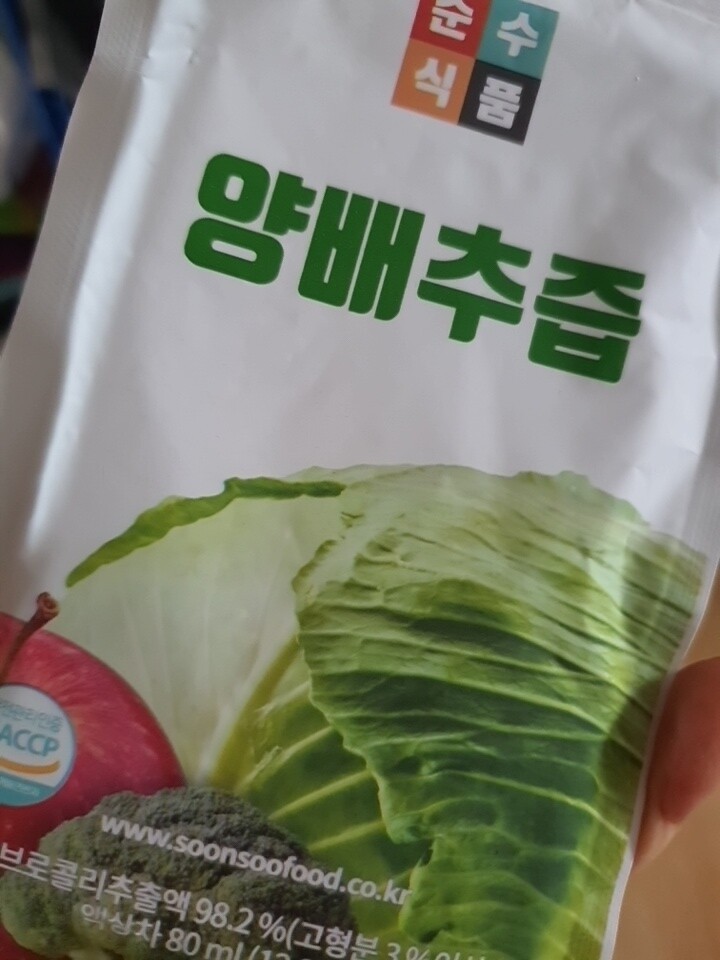 순수
식품
양배추즙
ACCP
www.soonsoofood.co.kr
브로콜리추출액 98.2 %(고형분 3 %
액상차 80 ml